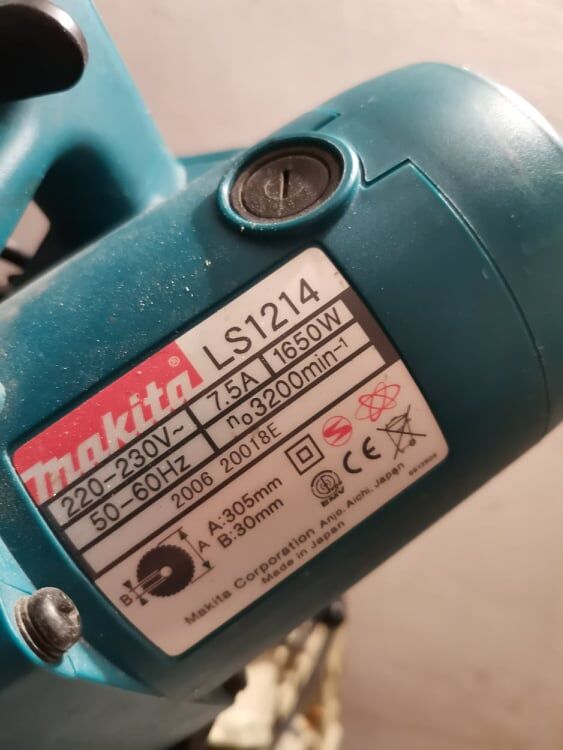 makita® LS1214
220-230V~ 7.5A 1650W
50-60Hz n₀3200min⁻¹
2006 20018E
A A:305mm
B B:30mm
CE
Makita Corporation Anjo, Aichi, Japan
Made in Japan